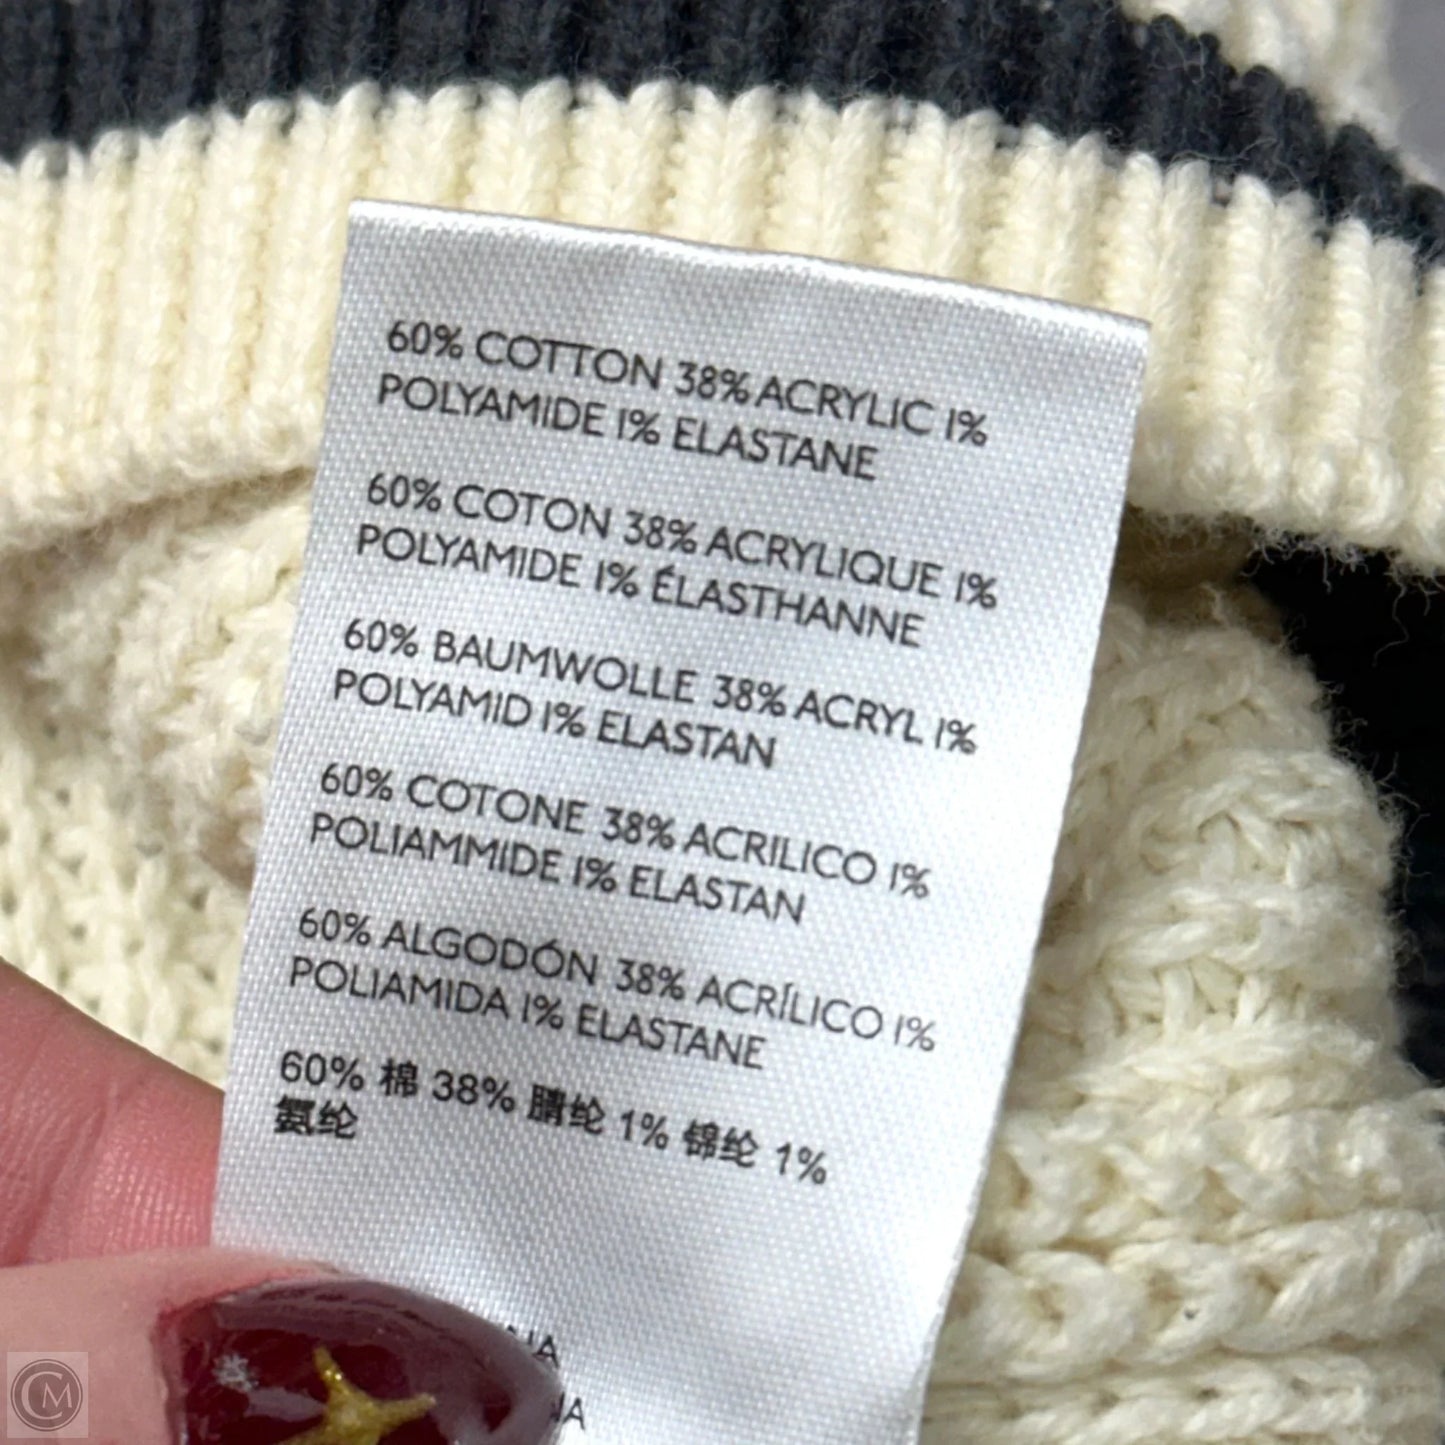 60% COTTON 38% ACRYLIC 1%
POLYAMIDE 1% ELASTANE
60% COTON 38% ACRYLIQUE 1%
POLYAMIDE 1% ÉLASTHANNE
60% BAUMWOLLE 38% ACRYL 1%
POLYAMID 1% ELASTAN
60% COTONE 38% ACRILICO 1%
POLIAMMIDE 1% ELASTAN
60% ALGODÓN 38% ACRÍLICO 1%
POLIAMIDA 1% ELASTANE
60% 棉 38% 腈纶 1% 锦纶 1%
氨纶
CM